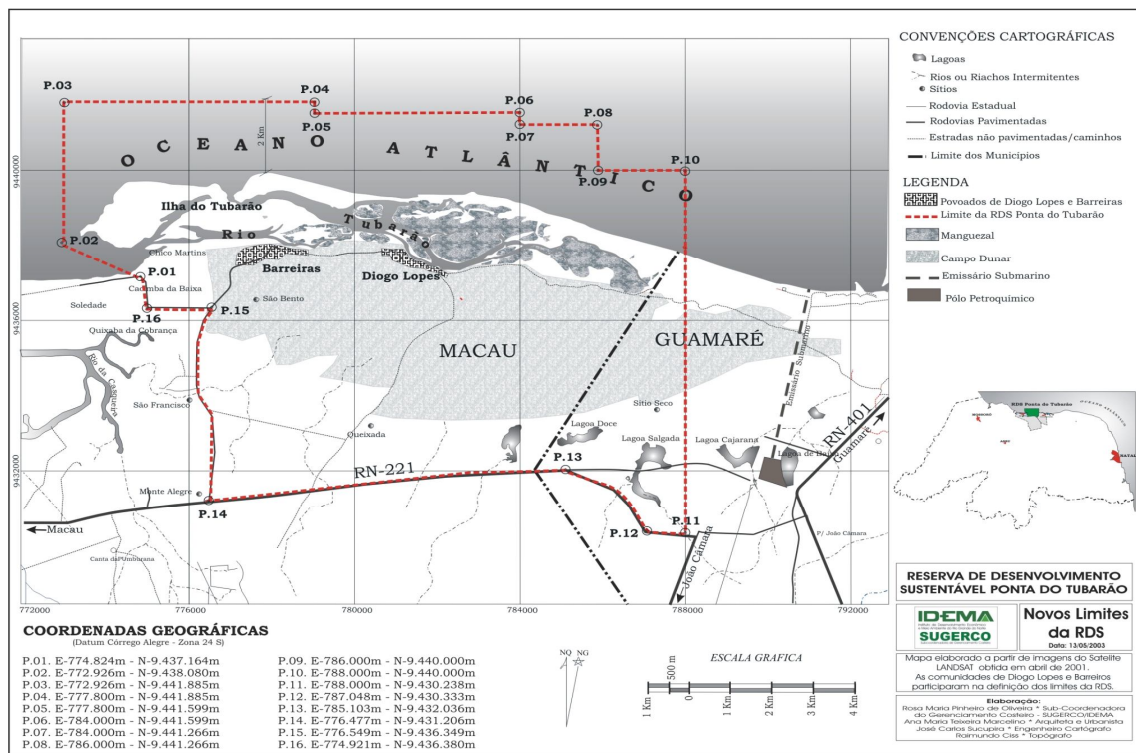 P.03
P.04
P.05
P.06
P.07
P.08
P.09
P.10
2 Km
OCEANO ATLÂNTICO
9440000
Ilha do Tubarão
Rio Tubarão
P.02
Chico Martins
P.01
Barreiras
Diogo Lopes
Cacimba da Baixa
Soledade
São Bento
P.16
P.15
9436000
Quixaba da Cobrança
MACAU
GUAMARÉ
Rio da Casqueira
Emissário Submarino
São Francisco
Sítio Seco
Queixada
Lagoa Doce
Lagoa Salgada
Lagoa Cajarana
RN-401
Guamaré
9432000
RN-221
P.13
Monte Alegre
P.14
P.12
P.11
Macau
João Câmara
P/ João Câmara
772000
776000
780000
784000
788000
792000
CONVENÇÕES CARTOGRÁFICAS
Lagoas
Rios ou Riachos Intermitentes
Sítios
Rodovia Estadual
Rodovias Pavimentadas
Estradas não pavimentadas/caminhos
Limite dos Municipios
LEGENDA
Povoados de Diogo Lopes e Barreiras
Limite da RDS Ponta do Tubarão
Manguezal
Campo Dunar
Emissário Submarino
Pólo Petroquímico
RDS Ponta do Tubarão
OCEANO ATLÂNTICO
MOSSORÓ
NATAL
RESERVA DE DESENVOLVIMENTO
SUSTENTÁVEL PONTA DO TUBARÃO
IDEMA
SUGERCO
Novos Limites
da RDS
Data: 13/05/2003
Mapa elaborado a partir de imagens do Satelite
LANDSAT obtida em abril de 2001.
As comunidades de Diogo Lopes e Barreiros
participaram na definição dos limites da RDS.
Elaboração:
Rosa Maria Pinheiro de Oliveira * Sub-Coordenadora
do Gerenciamento Costeiro - SUGERCO/IDEMA
Ana Maria Teixeira Marcelino * Arquiteta e Urbanista
José Carlos Sucupira * Engenheiro Cartógrafo
Raimundo Ciss * Topógrafo
COORDENADAS GEOGRÁFICAS
(Datum Córrego Alegre - Zona 24 S)
P.01. E-774.824m - N-9.437.164m
P.02. E-772.926m - N-9.438.080m
P.03. E-772.926m - N-9.441.885m
P.04. E-777.800m - N-9.441.885m
P.05. E-777.800m - N-9.441.599m
P.06. E-784.000m - N-9.441.599m
P.07. E-784.000m - N-9.441.266m
P.08. E-786.000m - N-9.441.266m
P.09. E-786.000m - N-9.440.000m
P.10. E-788.000m - N-9.440.000m
P.11. E-788.000m - N-9.430.238m
P.12. E-787.048m - N-9.430.333m
P.13. E-785.103m - N-9.432.036m
P.14. E-776.477m - N-9.431.206m
P.15. E-776.549m - N-9.436.349m
P.16. E-774.921m - N-9.436.380m
NQ NG
ESCALA GRAFICA
500 m
1 Km 0 1 Km 2 Km 3 Km 4 Km